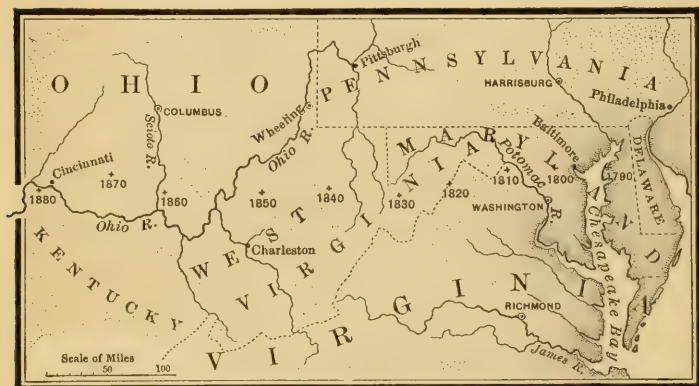 OHIO
PENNSYLVANIA
Pittsburgh
HARRISBURG
Philadelphia
COLUMBUS
Scioto R.
Wheeling
Ohio R.
MARYLAND
Baltimore
DELAWARE
Potomac R.
Cincinnati
1880
1870
1860
1850
1840
1830
1820
1810
1800
1790
WASHINGTON
Chesapeake Bay
Ohio R.
WEST VIRGINIA
Charleston
KENTUCKY
VIRGINIA
RICHMOND
James R.
Scale of Miles
0 50 100